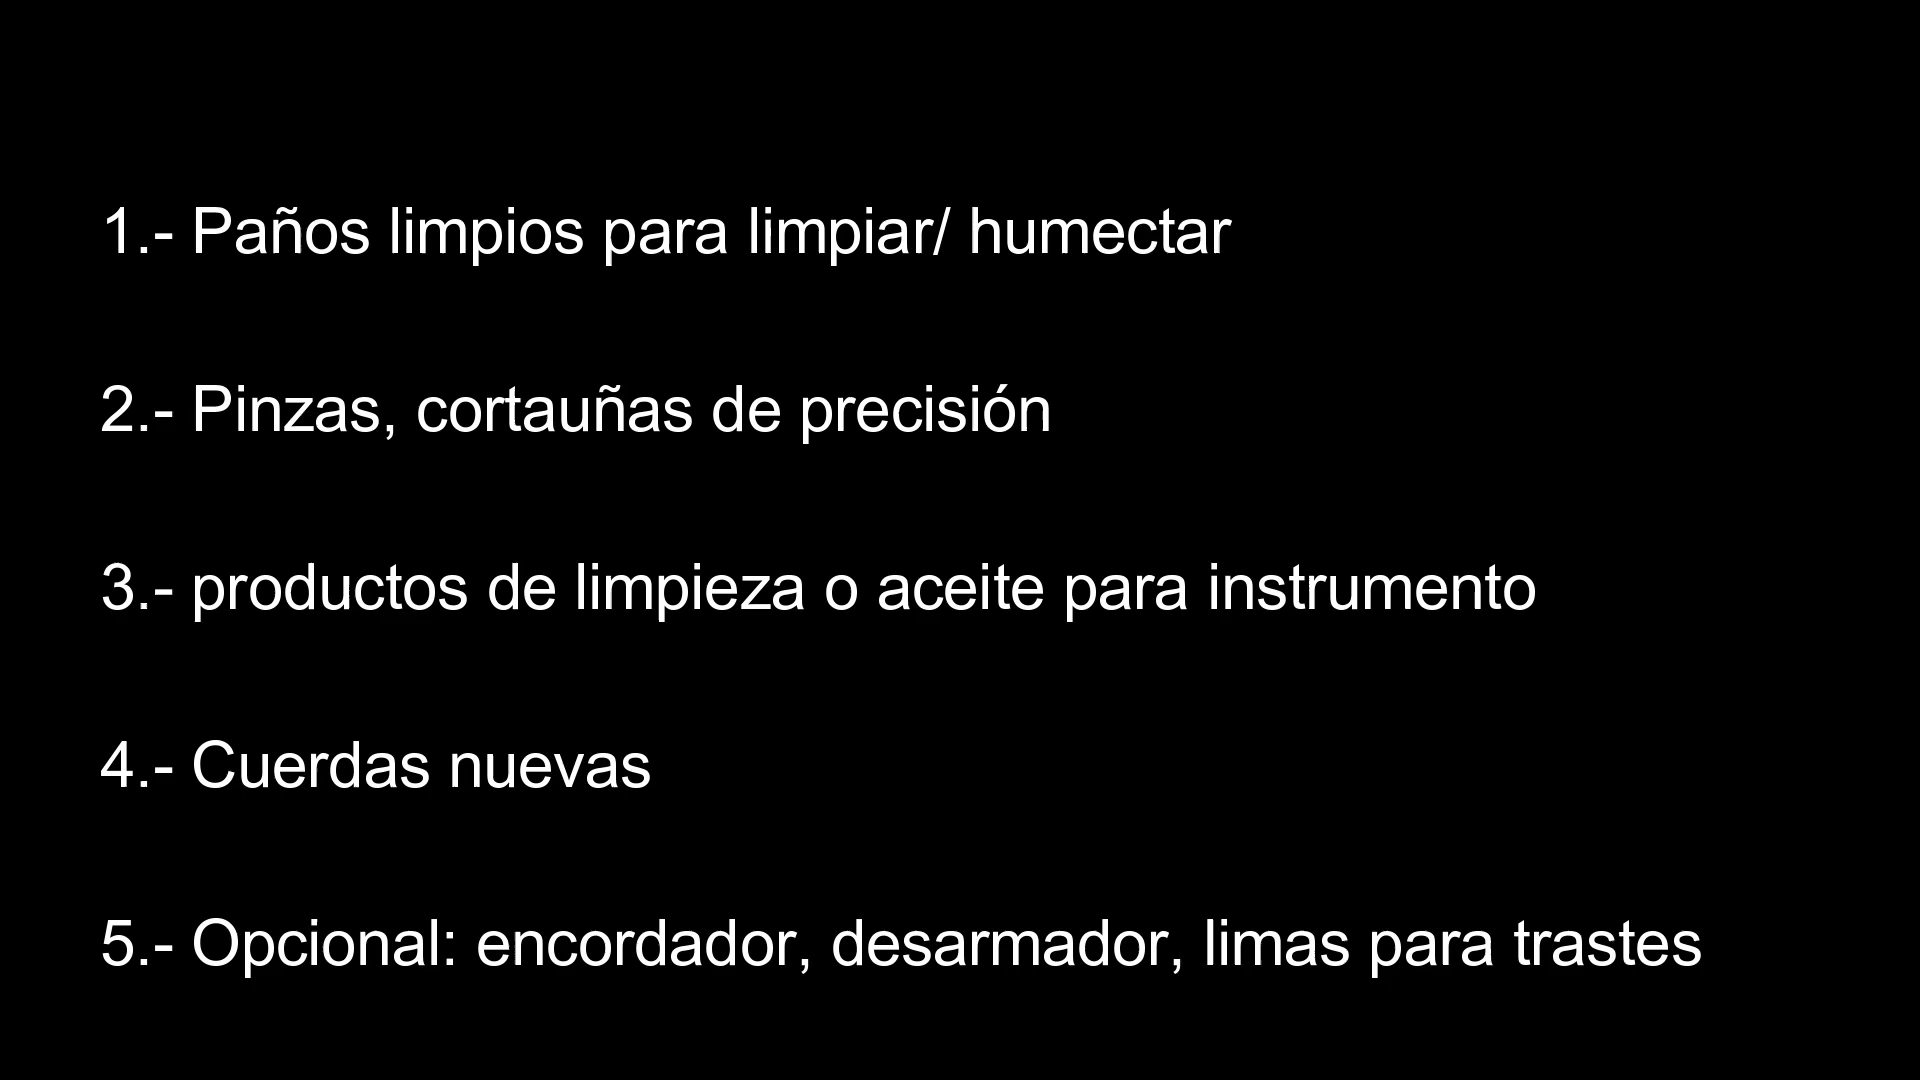 1.- Paños limpios para limpiar/ humectar
2.- Pinzas, cortauñas de precisión
3.- productos de limpieza o aceite para instrumento
4.- Cuerdas nuevas
5.- Opcional: encordador, desarmador, limas para trastes